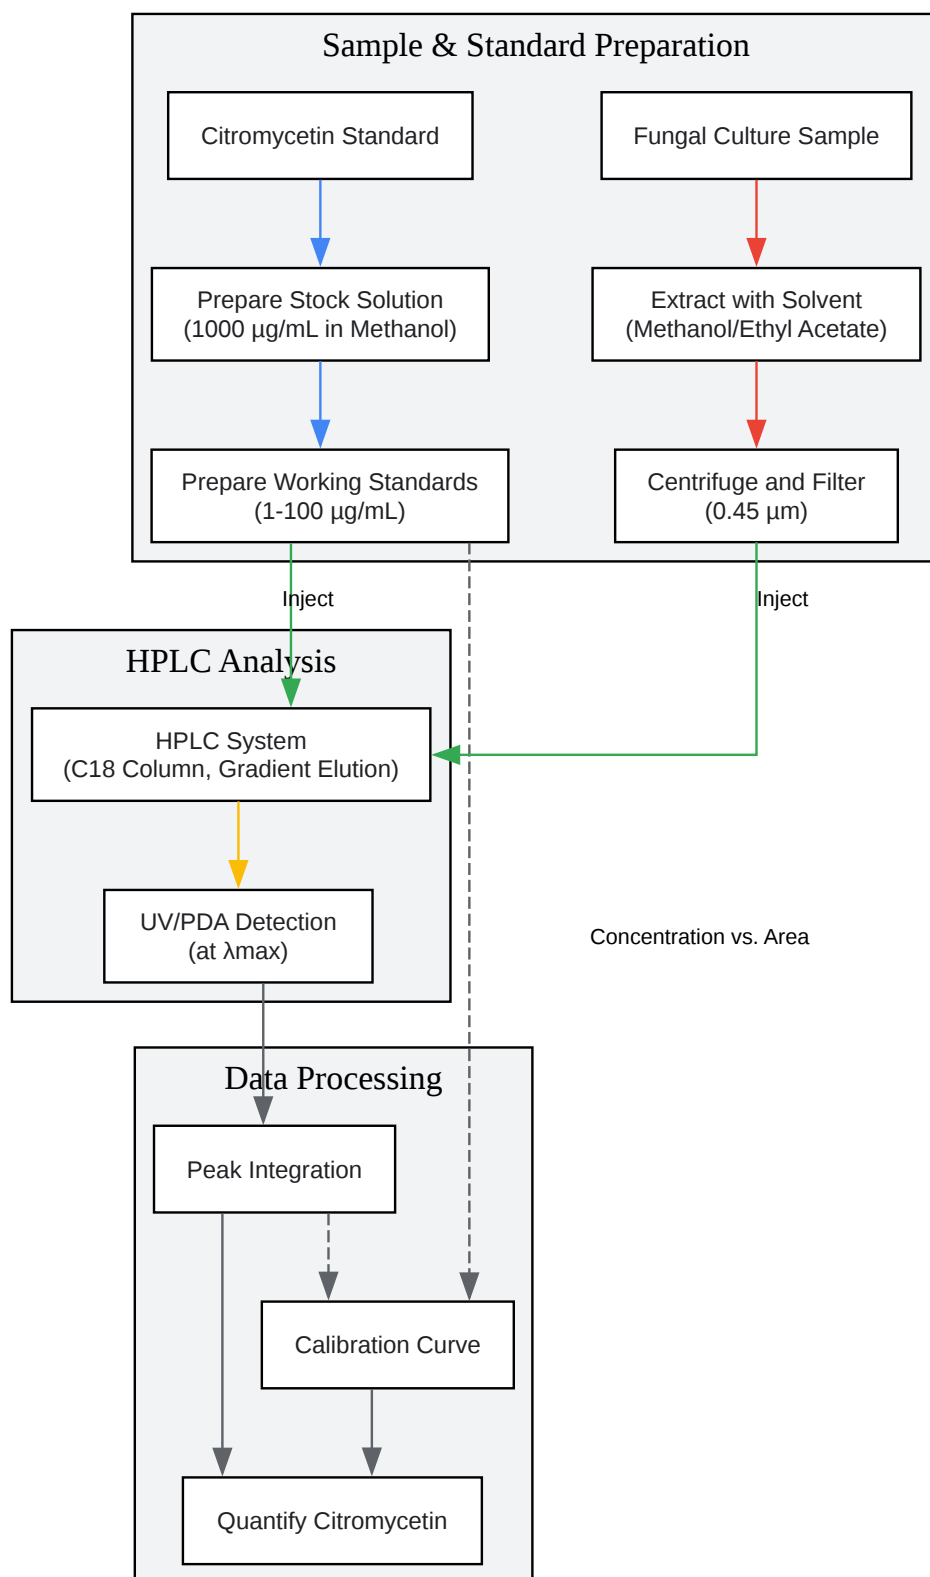 Sample & Standard Preparation
Citromycetin Standard
Fungal Culture Sample
Prepare Stock Solution
(1000 µg/mL in Methanol)
Extract with Solvent
(Methanol/Ethyl Acetate)
Prepare Working Standards
(1-100 µg/mL)
Centrifuge and Filter
(0.45 µm)
Inject
Inject
HPLC Analysis
HPLC System
(C18 Column, Gradient Elution)
UV/PDA Detection
(at λmax)
Concentration vs. Area
Data Processing
Peak Integration
Calibration Curve
Quantify Citromycetin